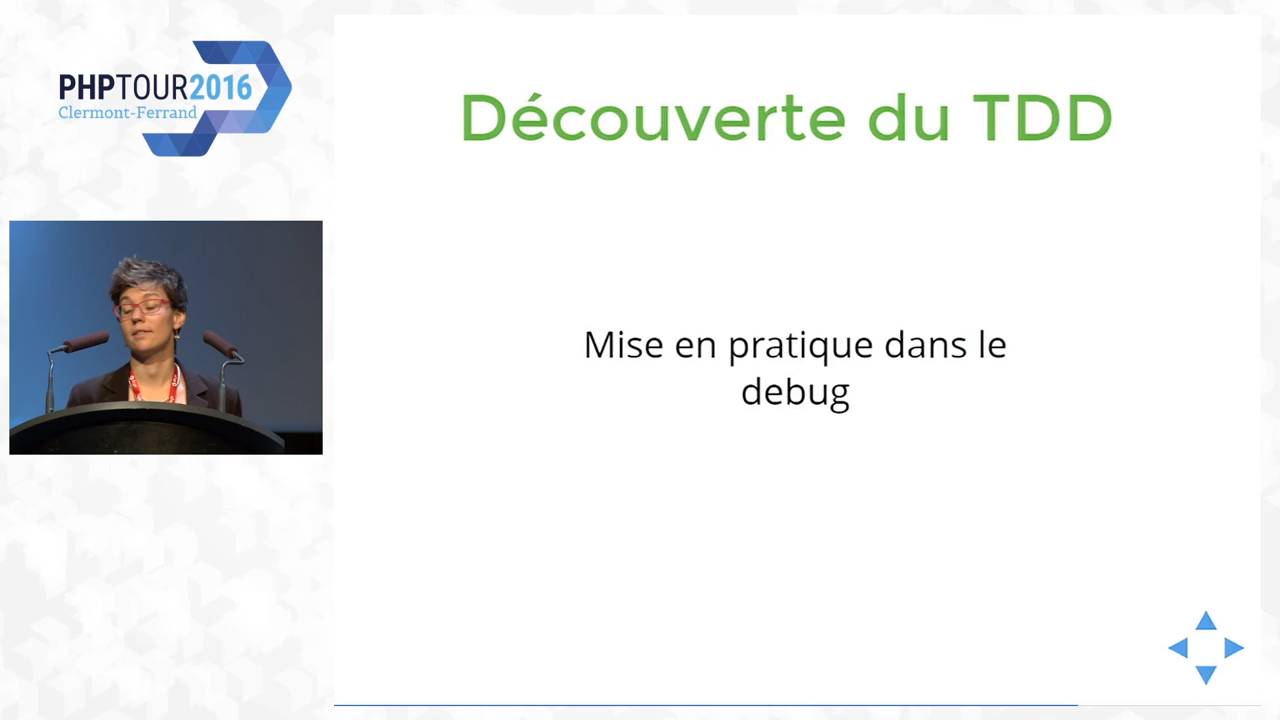 PHPTOUR2016
Clermont-Ferrand
Découverte du TDD
Mise en pratique dans le
debug